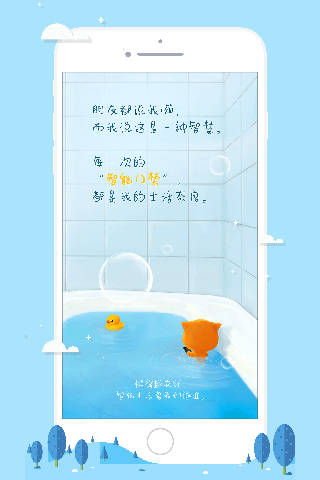 朋友都说我懒，
而我说这是一种智慧。
每一次的
“智能门禁”，
都是我的生活态度。